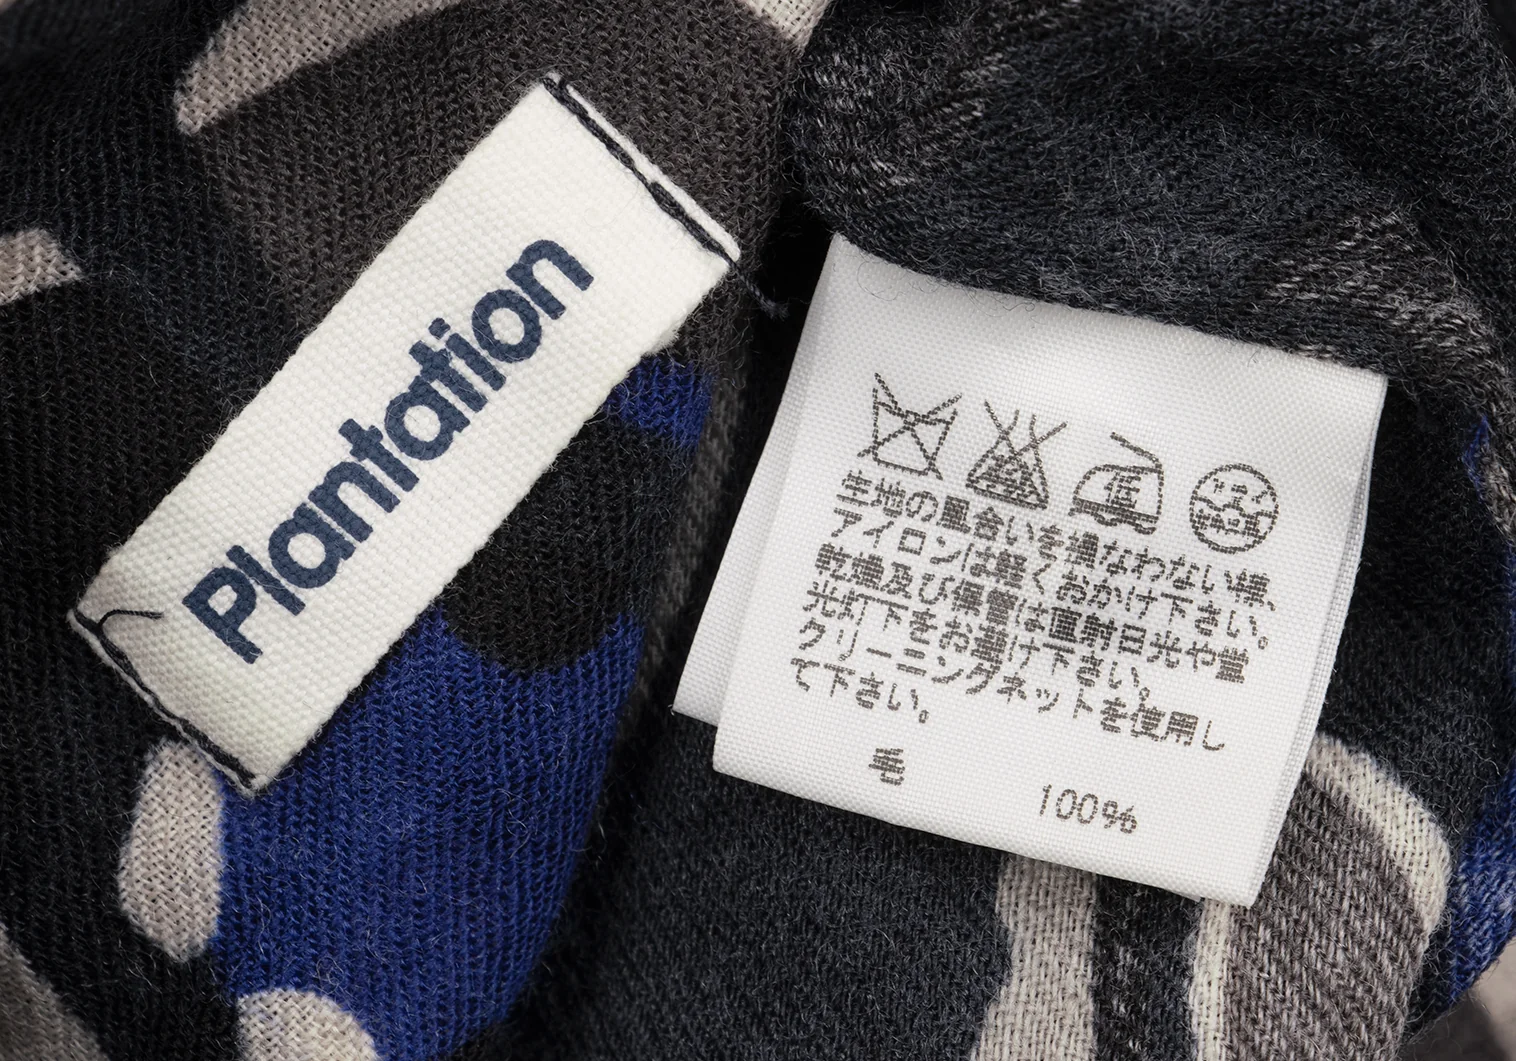 Plantation
生地の風合いを損なわない様、
アイロンは軽くおかけ下さい。
乾燥及び保管は直射日光や蛍
光灯下をお避け下さい。
クリーニングネットを使用し
て下さい。
毛 100%